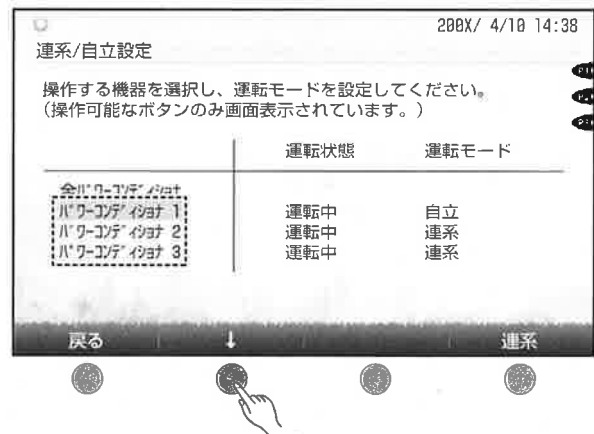 200X/ 4/10 14:38
連系/自立設定
操作する機器を選択し、運転モードを設定してください。
(操作可能なボタンのみ画面表示されています。)
運転状態 運転モード
全パワーコンディショナ
パワーコンディショナ 1 運転中 自立
パワーコンディショナ 2 運転中 連系
パワーコンディショナ 3 運転中 連系
戻る ↓ 連系